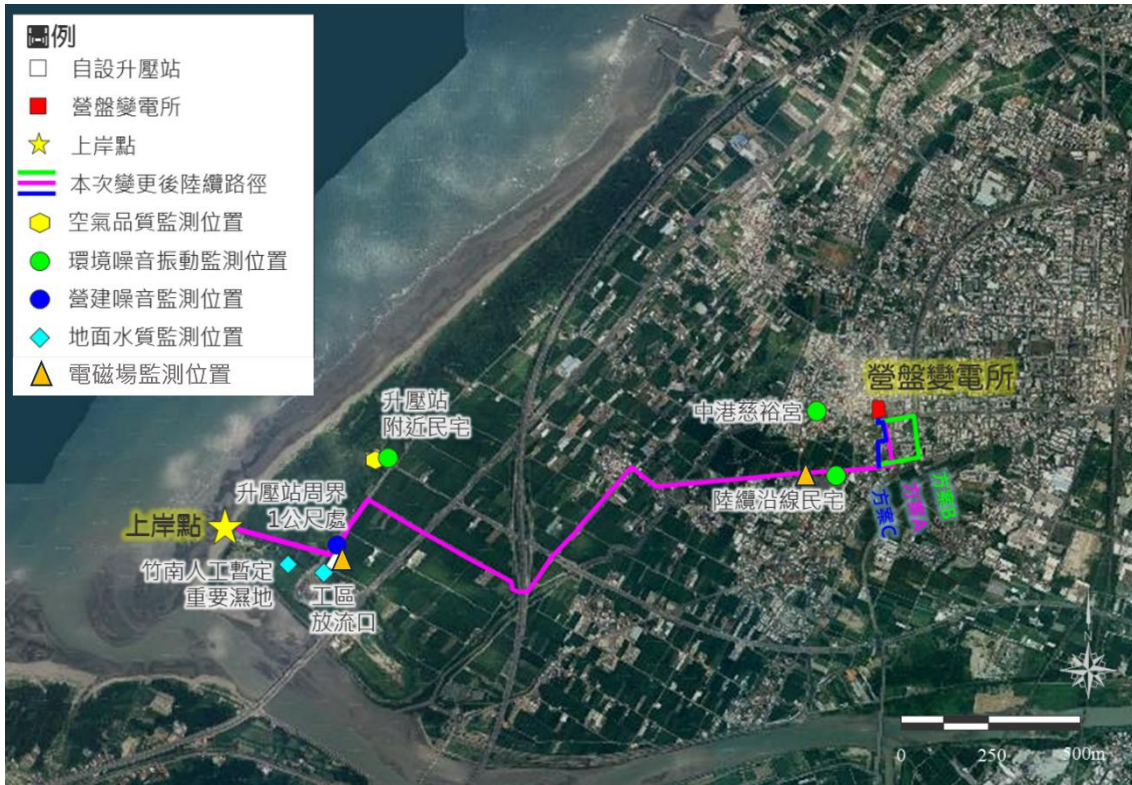 圖例
自設升壓站
營盤變電所
上岸點
本次變更後陸纜路徑
空氣品質監測位置
環境噪音振動監測位置
營建噪音監測位置
地面水質監測位置
電磁場監測位置
營盤變電所
中港慈裕宮
升壓站
附近民宅
陸纜沿線民宅
方案C
方案A
方案B
升壓站周界
1公尺處
上岸點
竹南人工暫定
重要濕地
工區
放流口
N
0 250 500m